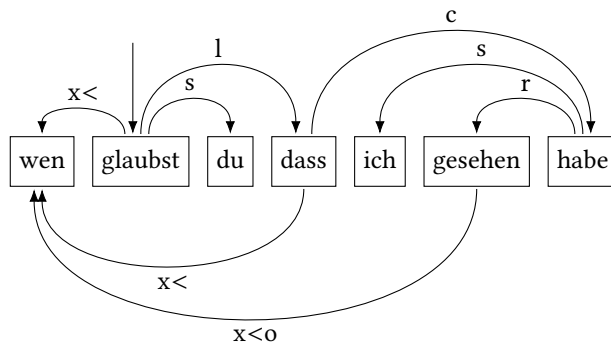 c
l
s
x<
s
r
wen glaubst du dass ich gesehen habe
x<
x<o